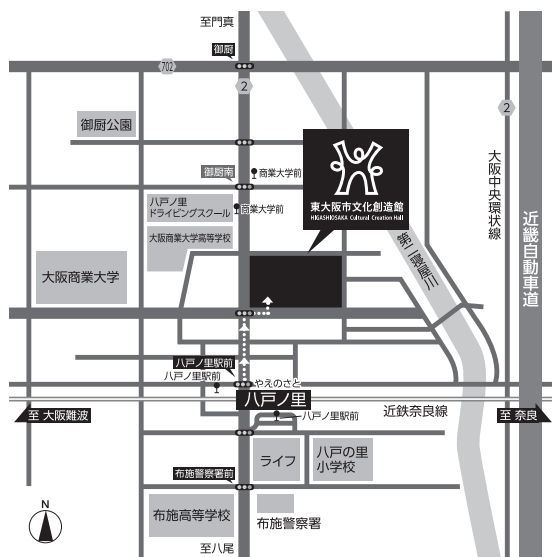 至門真
御厨
702
2
2
御厨公園
御厨南
商業大学前
東大阪市文化創造館
HIGASHIOSAKA Cultural Creation Hall
八戸ノ里
ドライビングスクール
商業大学前
大阪商業大学高等学校
大阪商業大学
第二寝屋川
大阪中央環状線
近畿自動車道
八戸ノ里駅前
八戸ノ里駅前
やえのさと
八戸ノ里
至 大阪難波
八戸ノ里駅前
近鉄奈良線
至 奈良
ライフ
八戸の里
小学校
布施警察署前
布施高等学校
布施警察署
N
至八尾